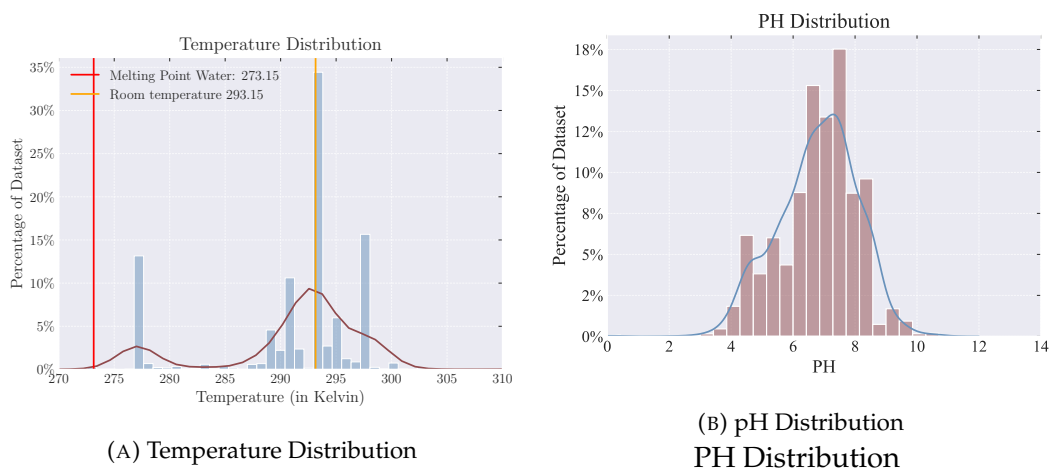 Temperature Distribution
35%
30%
25%
20%
15%
10%
5%
0%
Percentage of Dataset
Melting Point Water: 273.15
Room temperature 293.15
270 275 280 285 290 295 300 305 310
Temperature (in Kelvin)
(A) Temperature Distribution
PH Distribution
18%
15%
12%
10%
8%
5%
2%
0%
Percentage of Dataset
0 2 4 6 8 10 12 14
PH
(B) pH Distribution
PH Distribution